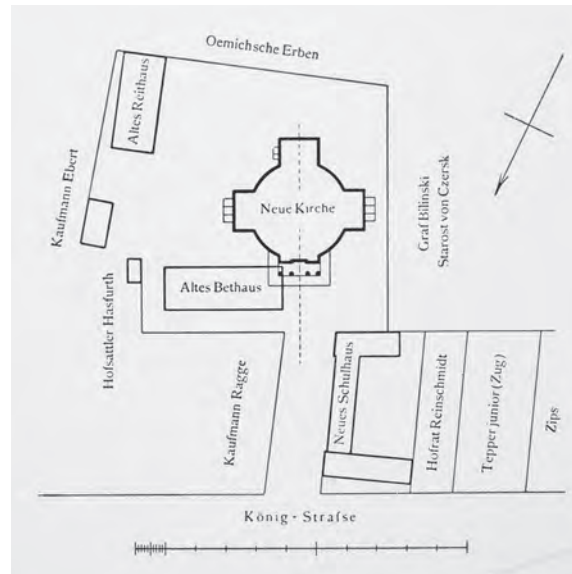 Oemichsche Erben
Altes Reithaus
Kaufmann Ebert
Neue Kirche
Graf Bilinski
Starost von Czersk
Hofsattler Hasfurth
Altes Bethaus
Kaufmann Ragge
Neues Schulhaus
Hofrat Reinschmidt
Tepper junior (Zug)
Zips
König - Straſse